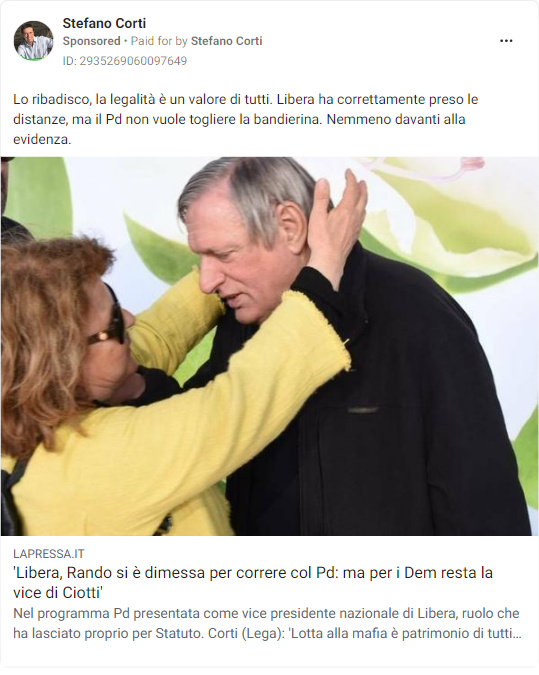 Stefano Corti
Sponsored • Paid for by Stefano Corti
ID: 2935269060097649
Lo ribadisco, la legalità è un valore di tutti. Libera ha correttamente preso le
distanze, ma il Pd non vuole togliere la bandierina. Nemmeno davanti alla
evidenza.
LAPRESSA.IT
'Libera, Rando si è dimessa per correre col Pd: ma per i Dem resta la
vice di Ciotti'
Nel programma Pd presentata come vice presidente nazionale di Libera, ruolo che
ha lasciato proprio per Statuto. Corti (Lega): 'Lotta alla mafia è patrimonio di tutti...